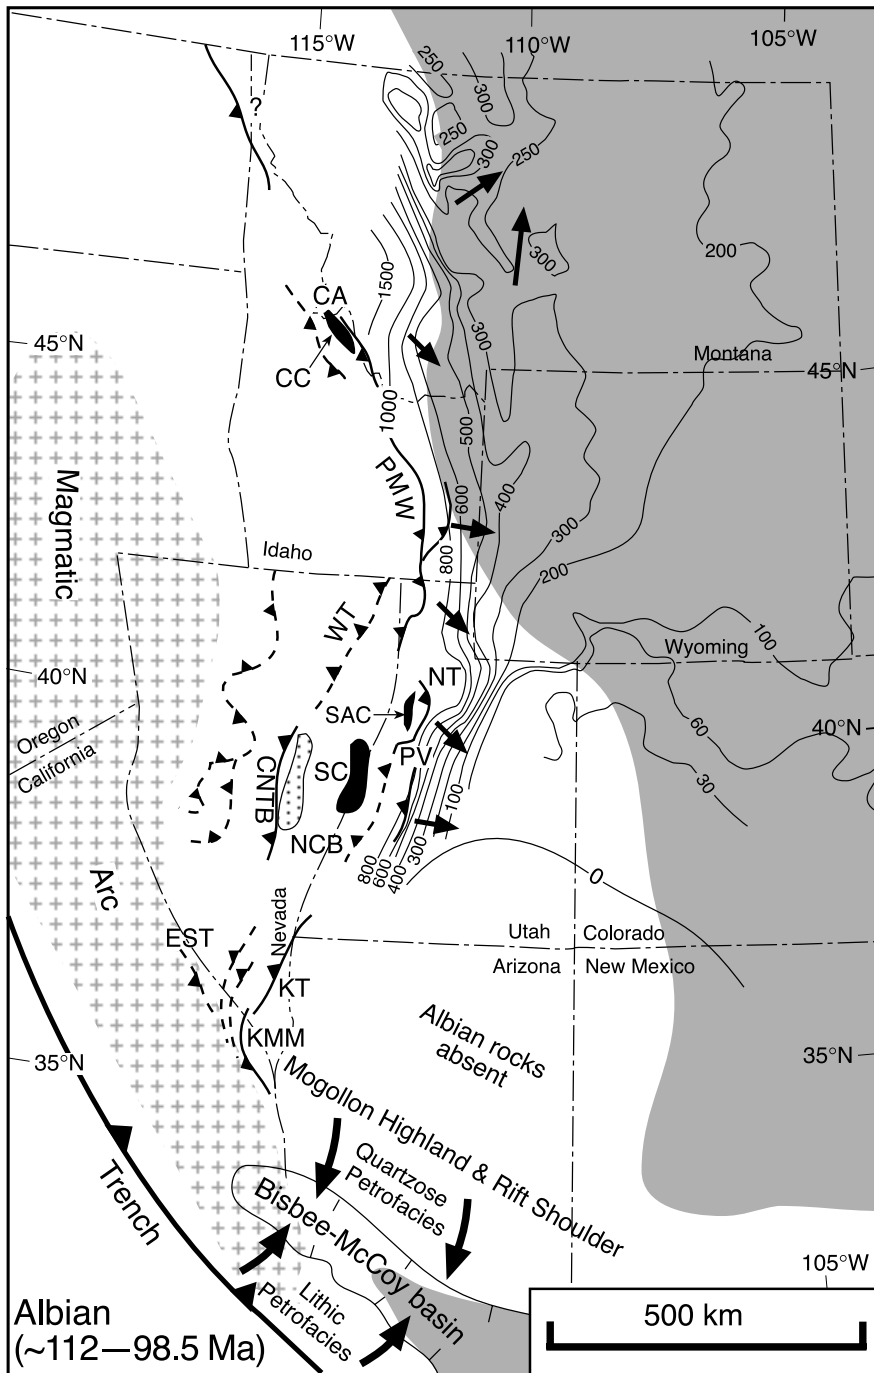 115°W
110°W
105°W
250
300
250
300
250
?
200
300
1500
CA
300
45°N
Montana
45°N
CC
1000
500
PMW
Magmatic
600
400
300
800
Idaho
200
WT
100
Wyoming
40°N
NT
SAC
60
40°N
Oregon
California
PV
SC
30
CNTB
100
NCB
300
800
600
400
0
Arc
EST
Nevada
Utah
Colorado
Arizona
New Mexico
KT
Albian rocks
absent
KMM
35°N
35°N
Mogollon Highland & Rift Shoulder
Quartzose
Petrofacies
Trench
Bisbee-McCoy basin
105°W
Lithic
Petrofacies
Albian
(~112—98.5 Ma)
500 km